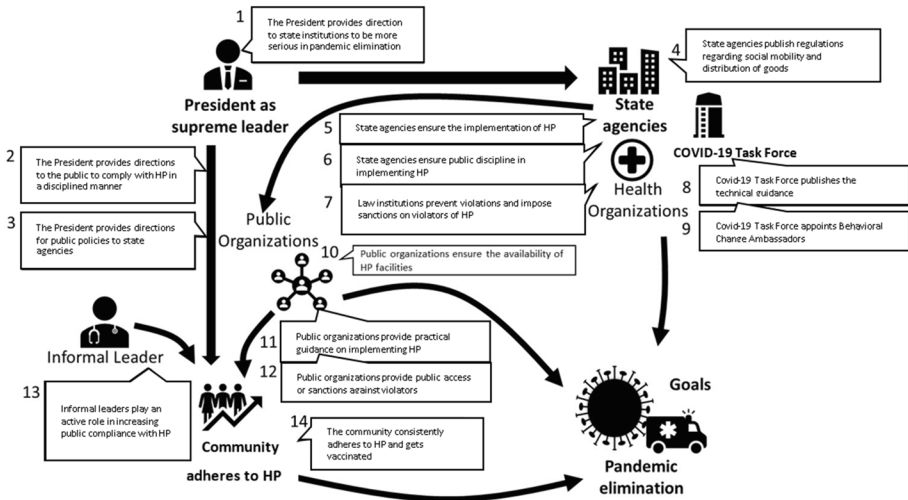 1
The President provides direction
to state institutions to be more
serious in pandemic elimination
President as
supreme leader
4
State agencies publish regulations
regarding social mobility and
distribution of goods
State
agencies
COVID-19 Task Force
2
The President provides directions
to the public to comply with HP in
a disciplined manner
3
The President provides directions
for public policies to state
agencies
5
State agencies ensure the implementation of HP
6
State agencies ensure public discipline in
implementing HP
7
Law institutions prevent violations and impose
sanctions on violators of HP
Health
Organizations
8
Covid-19 Task Force publishes the
technical guidance
9
Covid-19 Task Force appoints Behavioral
Change Ambassadors
Public
Organizations
10
Public organizations ensure the availability of
HP facilities
11
Public organizations provide practical
guidance on implementing HP
12
Public organizations provide public access
or sanctions against violators
Informal Leader
13
Informal leaders play an
active role in increasing
public compliance with HP
Community
adheres to HP
14
The community consistently
adheres to HP and gets
vaccinated
Goals
Pandemic
elimination